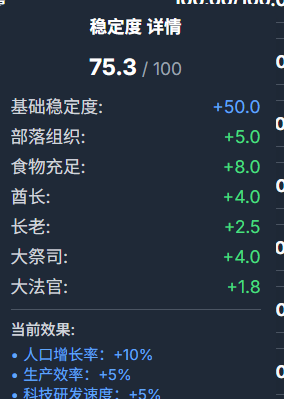 稳定度 详情
75.3 / 100
基础稳定度: +50.0
部落组织: +5.0
食物充足: +8.0
酋长: +4.0
长老: +2.5
大祭司: +4.0
大法官: +1.8
当前效果:
• 人口增长率: +10%
• 生产效率: +5%
• 科技研发速度: +5%